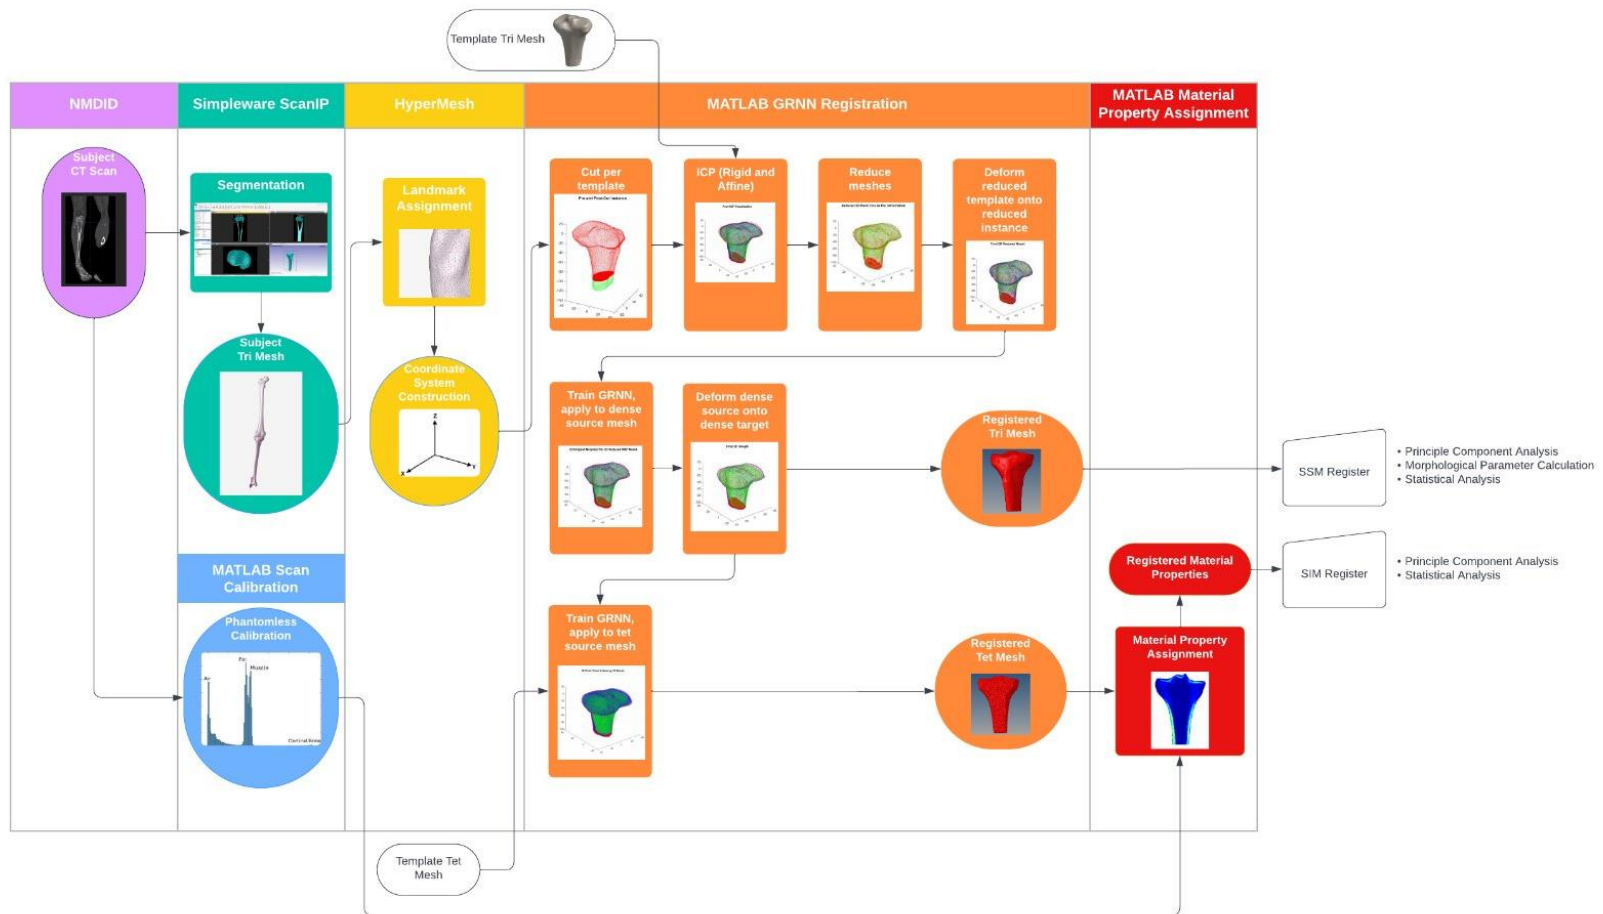 Template Tri Mesh
NMDID
Simpleware ScanIP
HyperMesh
MATLAB GRNN Registration
MATLAB Material
Property Assignment
Subject
CT Scan
Segmentation
Landmark
Assignment
Cut per
template
ICP (Rigid and
Affine)
Reduce
meshes
Deform
reduced
template onto
reduced
instance
Subject
Tri Mesh
Coordinate
System
Construction
Z
X
Y
Train GRNN,
apply to dense
source mesh
Deform dense
source onto
dense target
Registered
Tri Mesh
SSM Register
• Principle Component Analysis
• Morphological Parameter Calculation
• Statistical Analysis
MATLAB Scan
Calibration
Phantomless
Calibration
Air
Fat
Muscle
Cortical Bone
Train GRNN,
apply to tet
source mesh
Registered
Tet Mesh
Registered Material
Properties
SIM Register
• Principle Component Analysis
• Statistical Analysis
Material Property
Assignment
Template Tet
Mesh